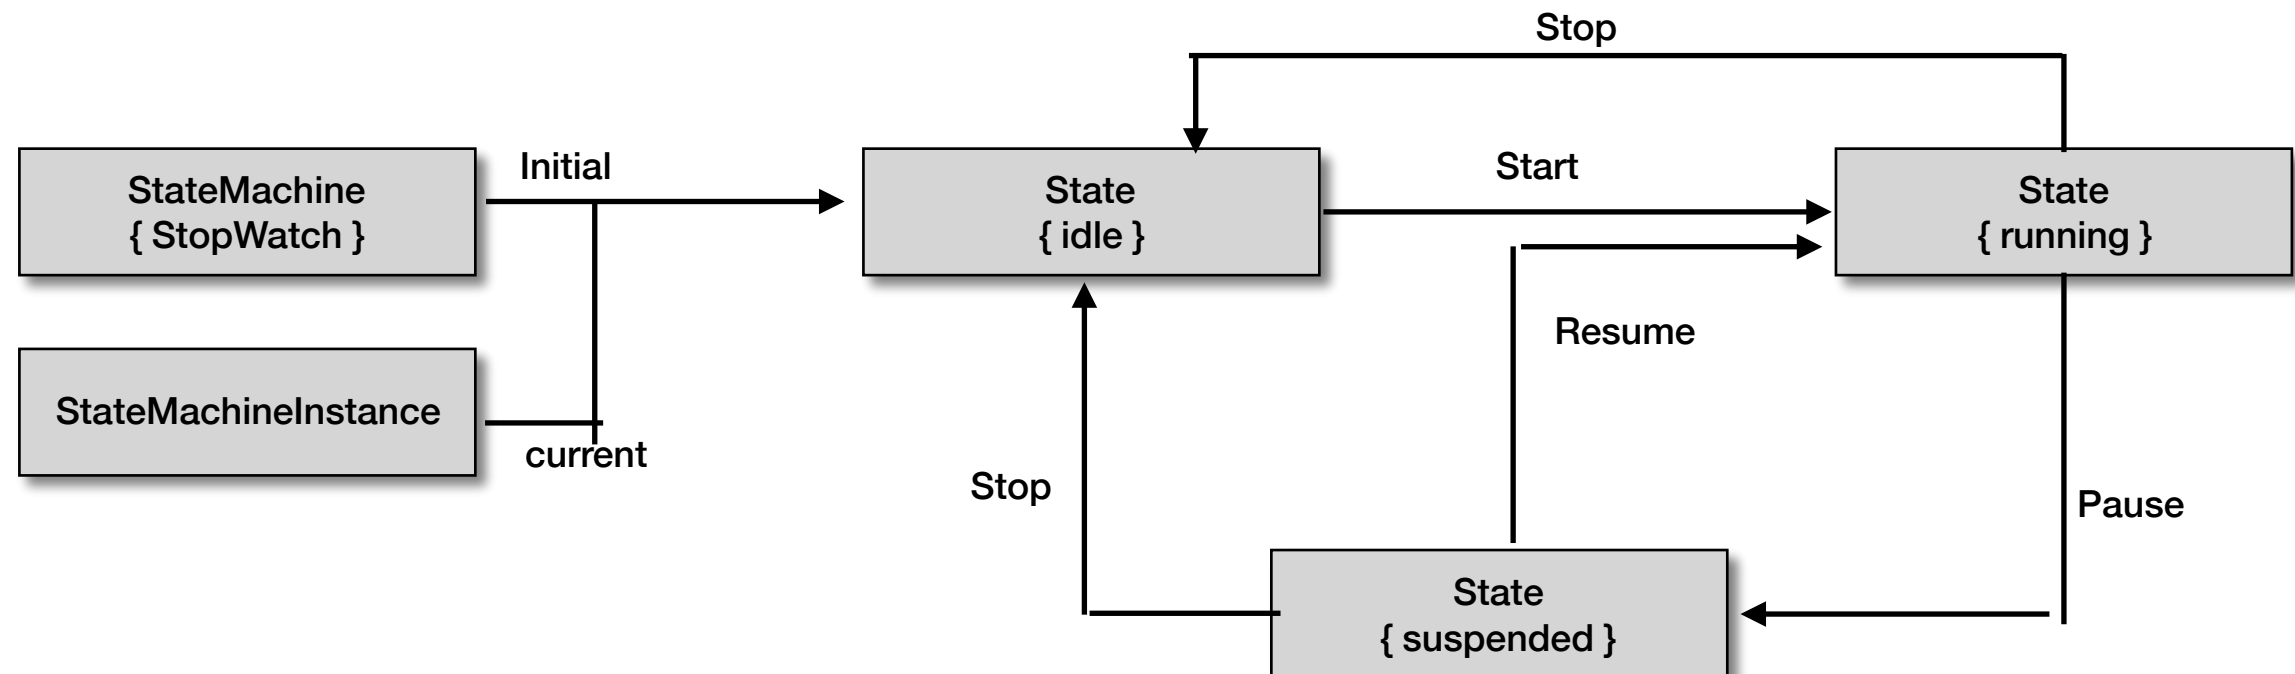 Stop
Initial
Start
StateMachine
{ StopWatch }
State
{ idle }
State
{ running }
Resume
StateMachineInstance
current
Stop
Pause
State
{ suspended }